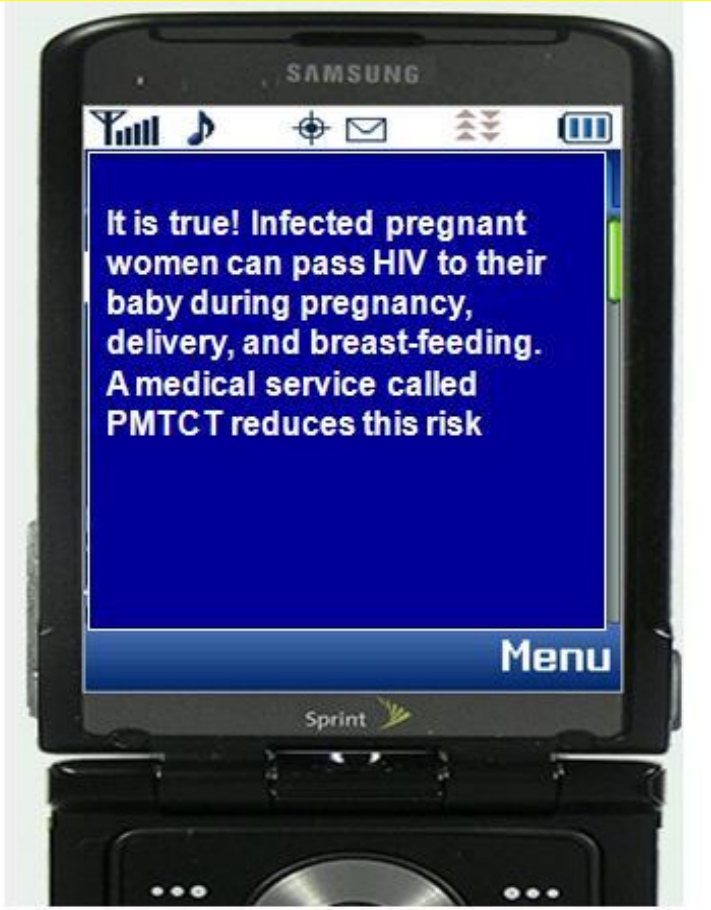 SAMSUNG
It is true! Infected pregnant
women can pass HIV to their
baby during pregnancy,
delivery, and breast-feeding.
A medical service called
PMTCT reduces this risk
Menu
Sprint